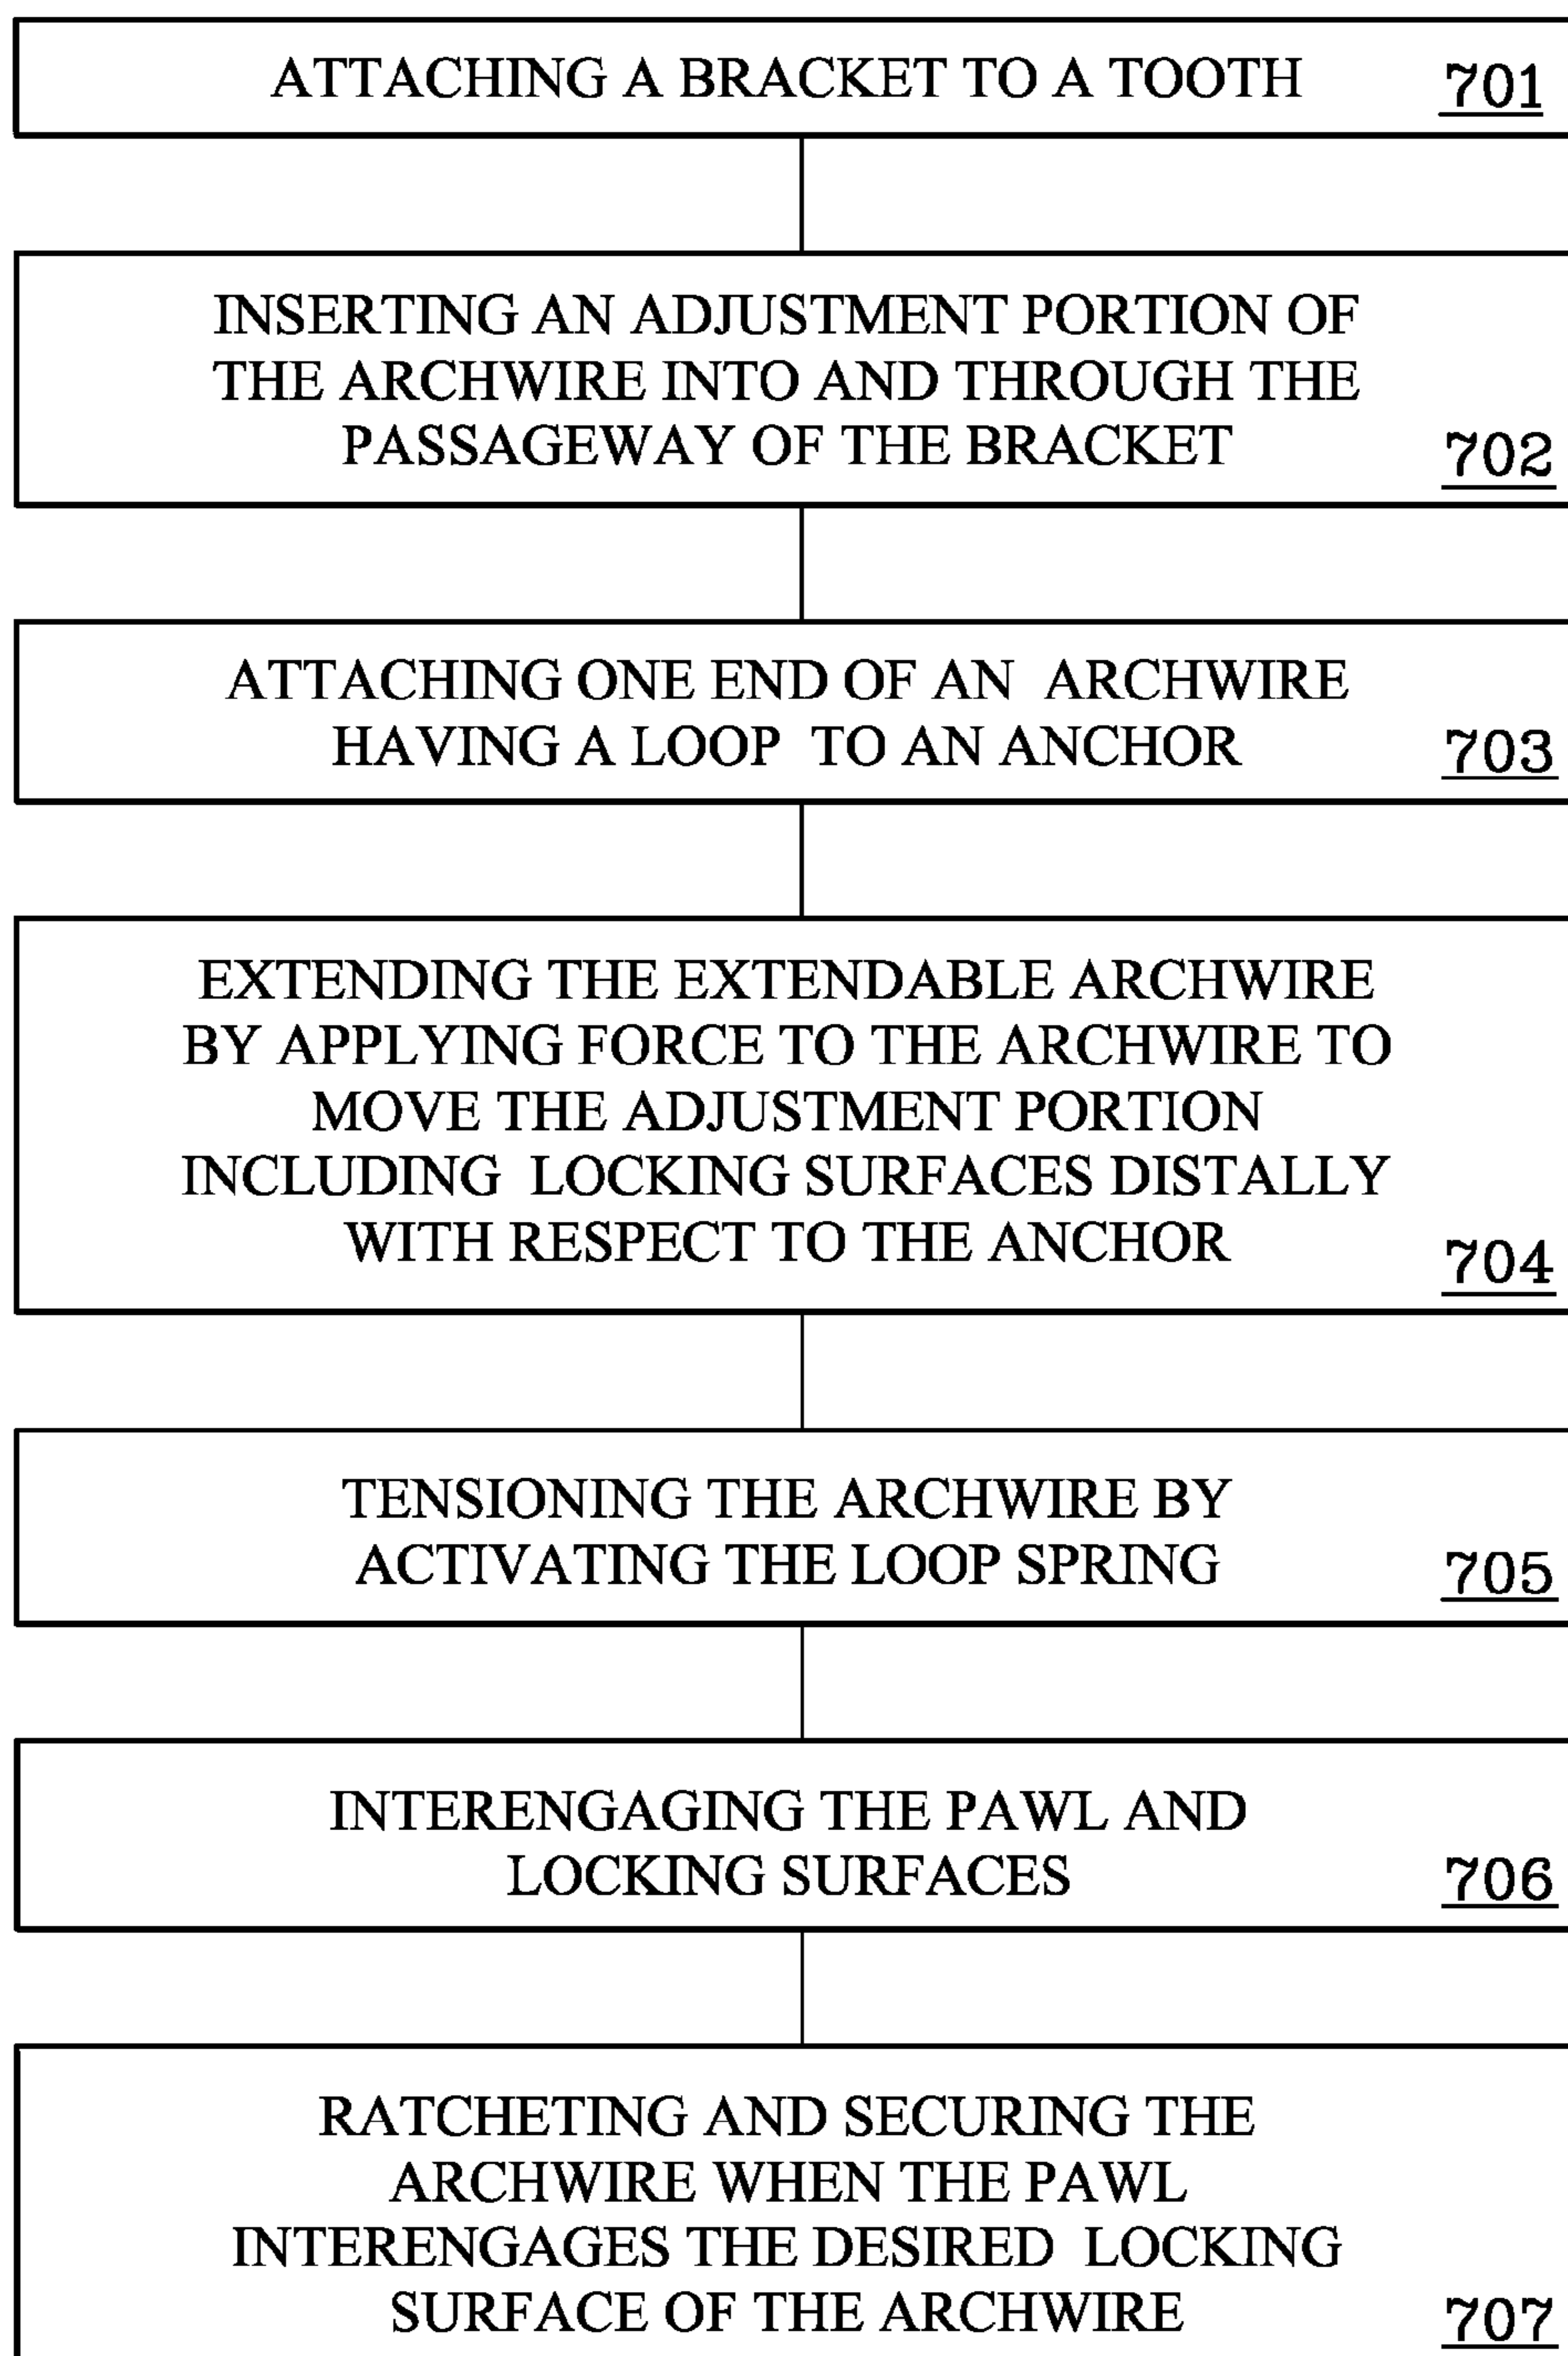 ATTACHING A BRACKET TO A TOOTH
701
INSERTING AN ADJUSTMENT PORTION OF
THE ARCHWIRE INTO AND THROUGH THE
PASSAGEWAY OF THE BRACKET
702
ATTACHING ONE END OF AN ARCHWIRE
HAVING A LOOP TO AN ANCHOR
703
EXTENDING THE EXTENDABLE ARCHWIRE
BY APPLYING FORCE TO THE ARCHWIRE TO
MOVE THE ADJUSTMENT PORTION
INCLUDING LOCKING SURFACES DISTALLY
WITH RESPECT TO THE ANCHOR
704
TENSIONING THE ARCHWIRE BY
ACTIVATING THE LOOP SPRING
705
INTERENGAGING THE PAWL AND
LOCKING SURFACES
706
RATCHETING AND SECURING THE
ARCHWIRE WHEN THE PAWL
INTERENGAGES THE DESIRED LOCKING
SURFACE OF THE ARCHWIRE
707